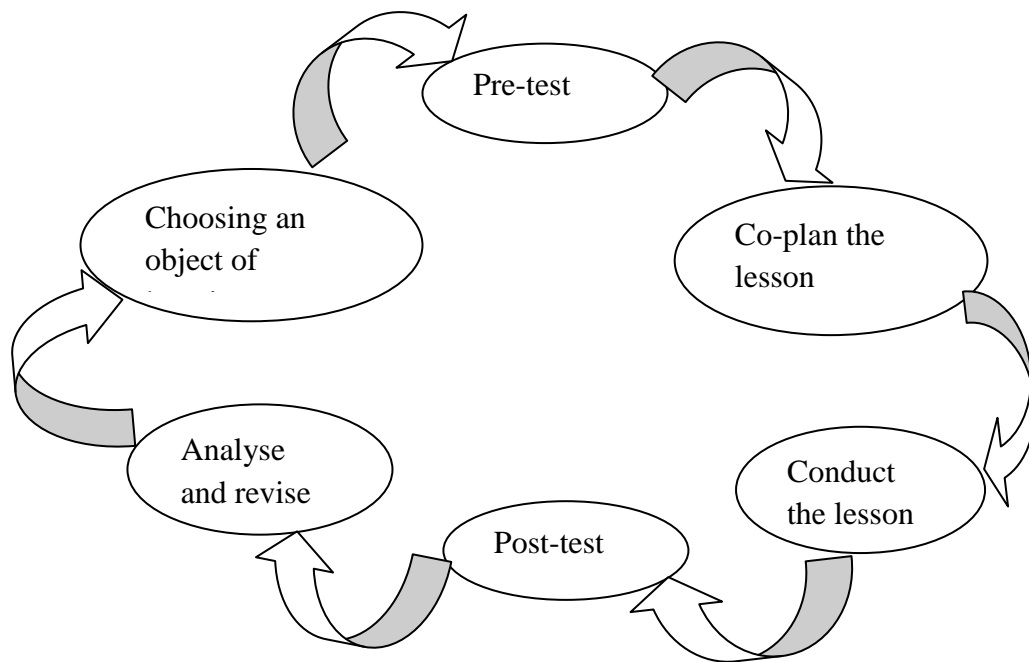 Pre-test
Choosing an
object of
Co-plan the
lesson
Analyse
and revise
Conduct
the lesson
Post-test